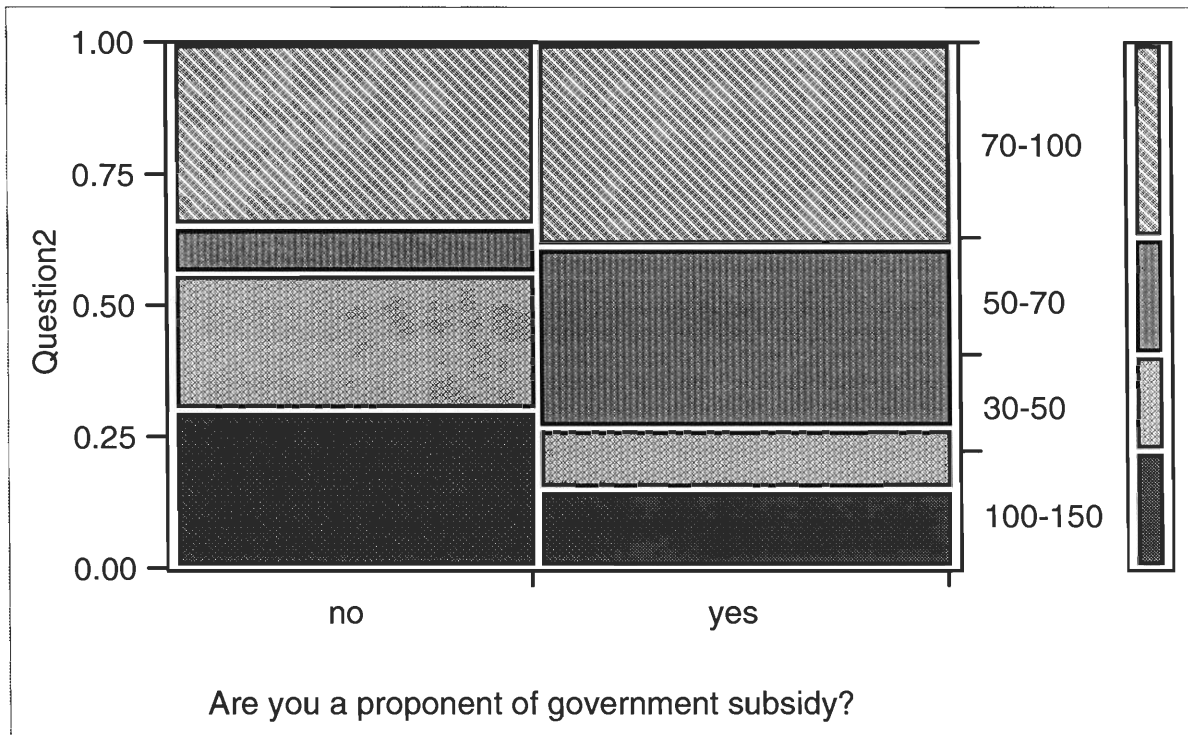 1.00
0.75
0.50
0.25
0.00
Question2
70-100
50-70
30-50
100-150
no
yes
Are you a proponent of government subsidy?